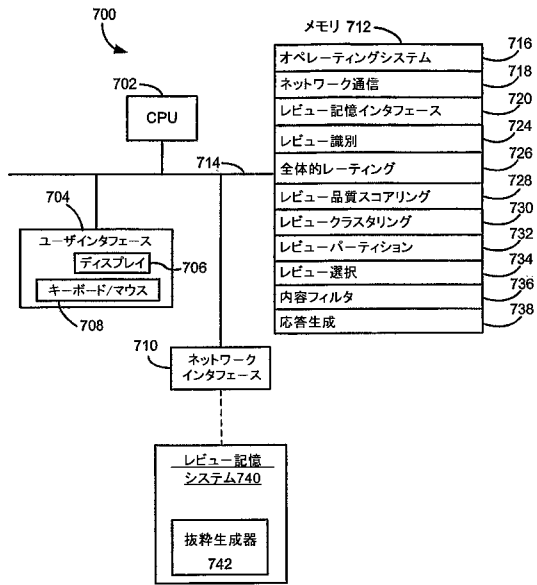 700
702
CPU
714
704
ユーザインタフェース
ディスプレイ
706
キーボード/マウス
708
710
ネットワーク
インタフェース
レビュー記憶
システム740
抜粋生成器
742
メモリ 712
オペレーティングシステム
716
ネットワーク通信
718
レビュー記憶インタフェース
720
レビュー識別
724
全体的レーティング
726
レビュー品質スコアリング
728
レビュークラスタリング
730
レビューパーティション
732
レビュー選択
734
内容フィルタ
736
応答生成
738